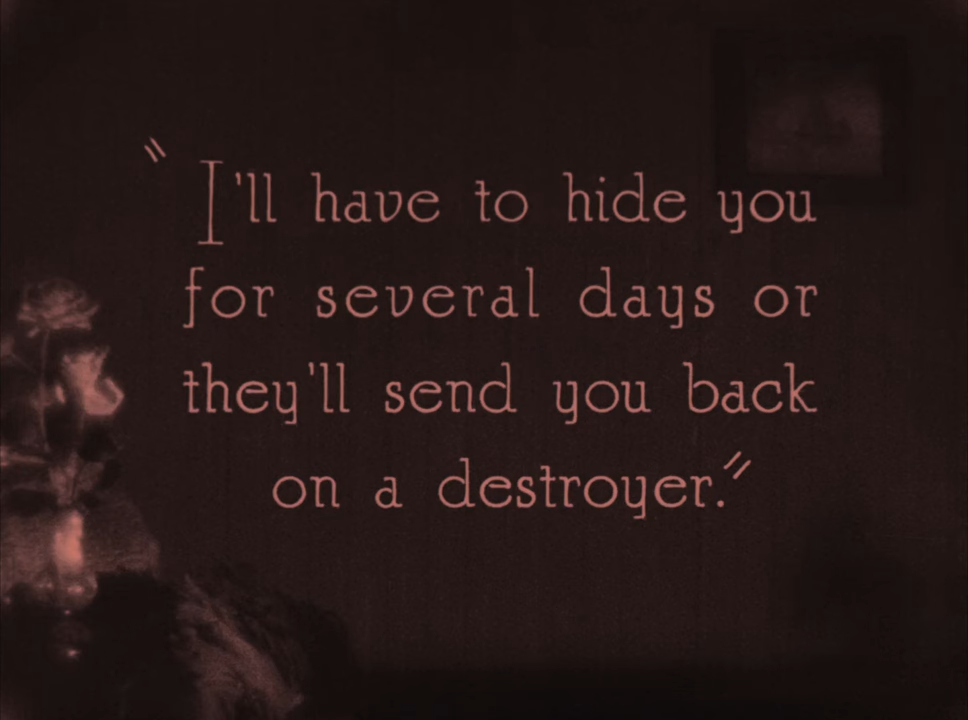 "I'll have to hide you
for several days or
they'll send you back
on a destroyer."